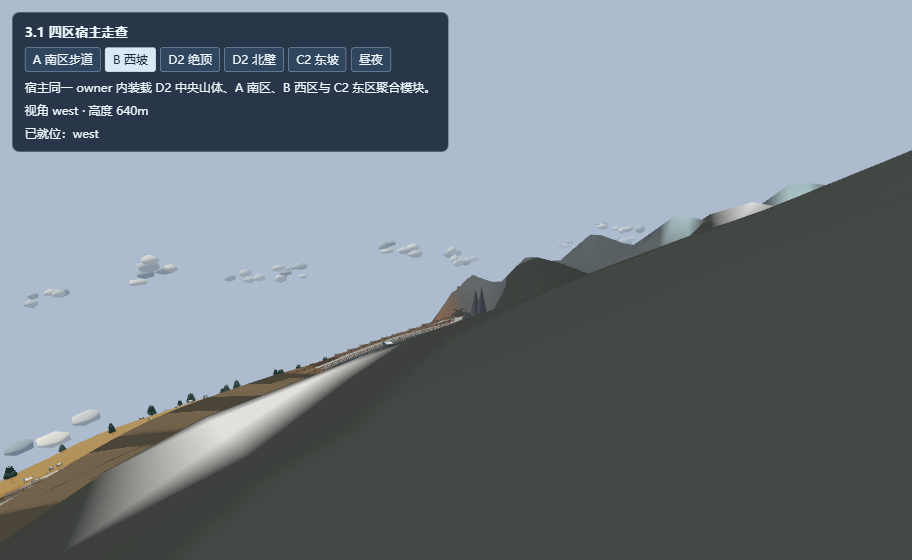 3.1 四区宿主走查
A 南区步道 B 西坡 D2 绝顶 D2 北壁 C2 东坡 昼夜
宿主同一 owner 内装载 D2 中央山体、A 南区、B 西区与 C2 东区聚合模块。
视角 west · 高度 640m
已就位：west